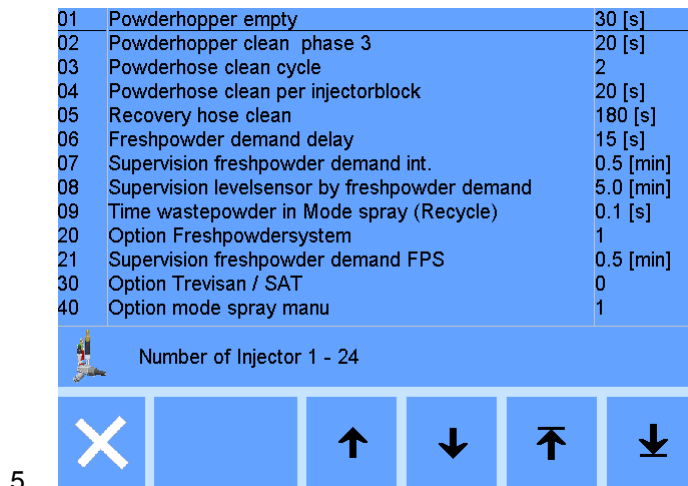 01 Powderhopper empty 30 [s]
02 Powderhopper clean phase 3 20 [s]
03 Powderhose clean cycle 2
04 Powderhose clean per injectorblock 20 [s]
05 Recovery hose clean 180 [s]
06 Freshpowder demand delay 15 [s]
07 Supervision freshpowder demand int. 0.5 [min]
08 Supervision levelsensor by freshpowder demand 5.0 [min]
09 Time wastepowder in Mode spray (Recycle) 0.1 [s]
20 Option Freshpowdersystem 1
21 Supervision freshpowder demand FPS 0.5 [min]
30 Option Trevisan / SAT 0
40 Option mode spray manu 1
Number of Injector 1 - 24
5